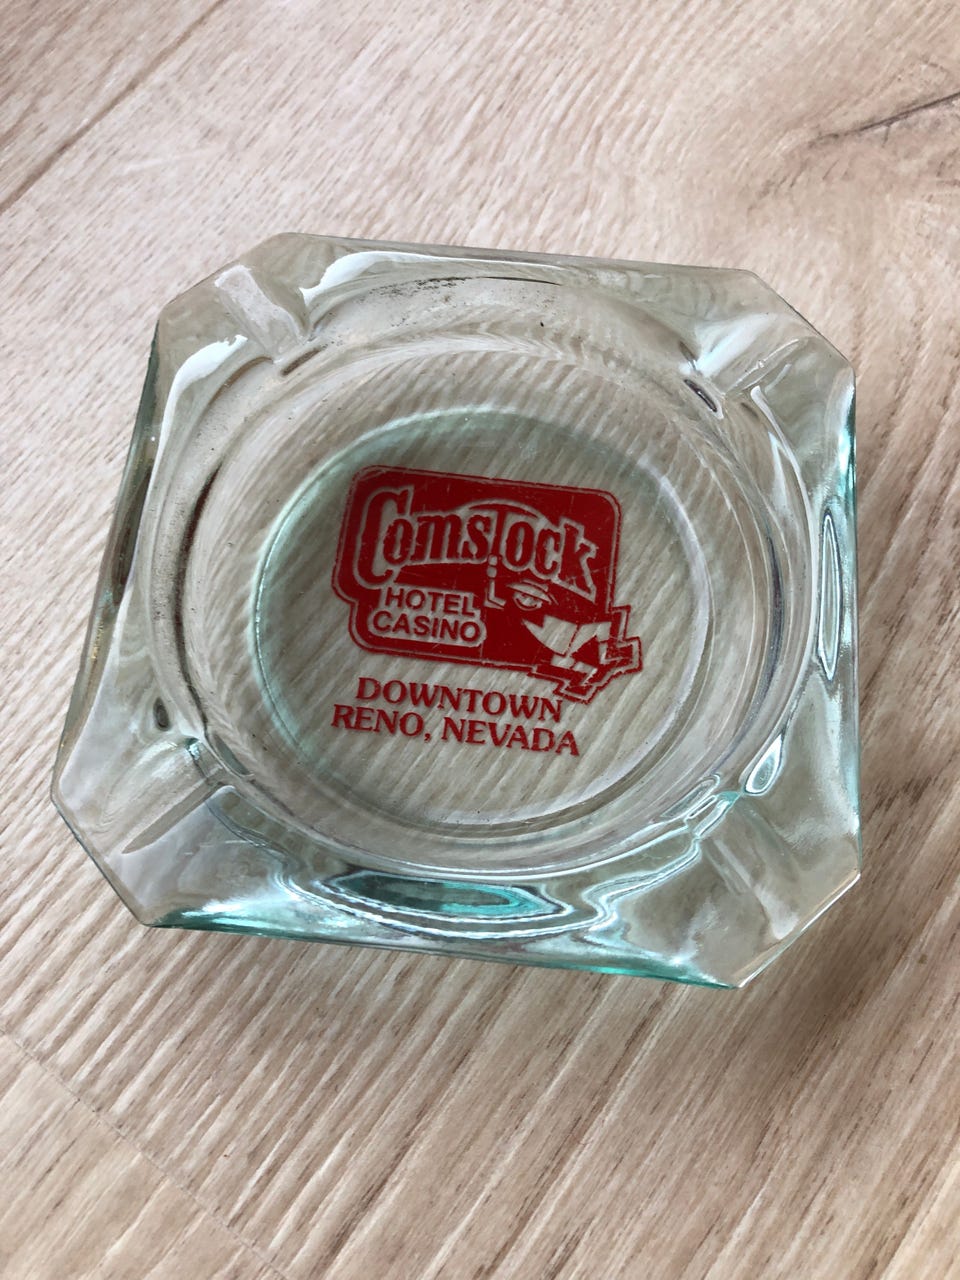 Comstock
HOTEL
CASINO
DOWNTOWN
RENO, NEVADA